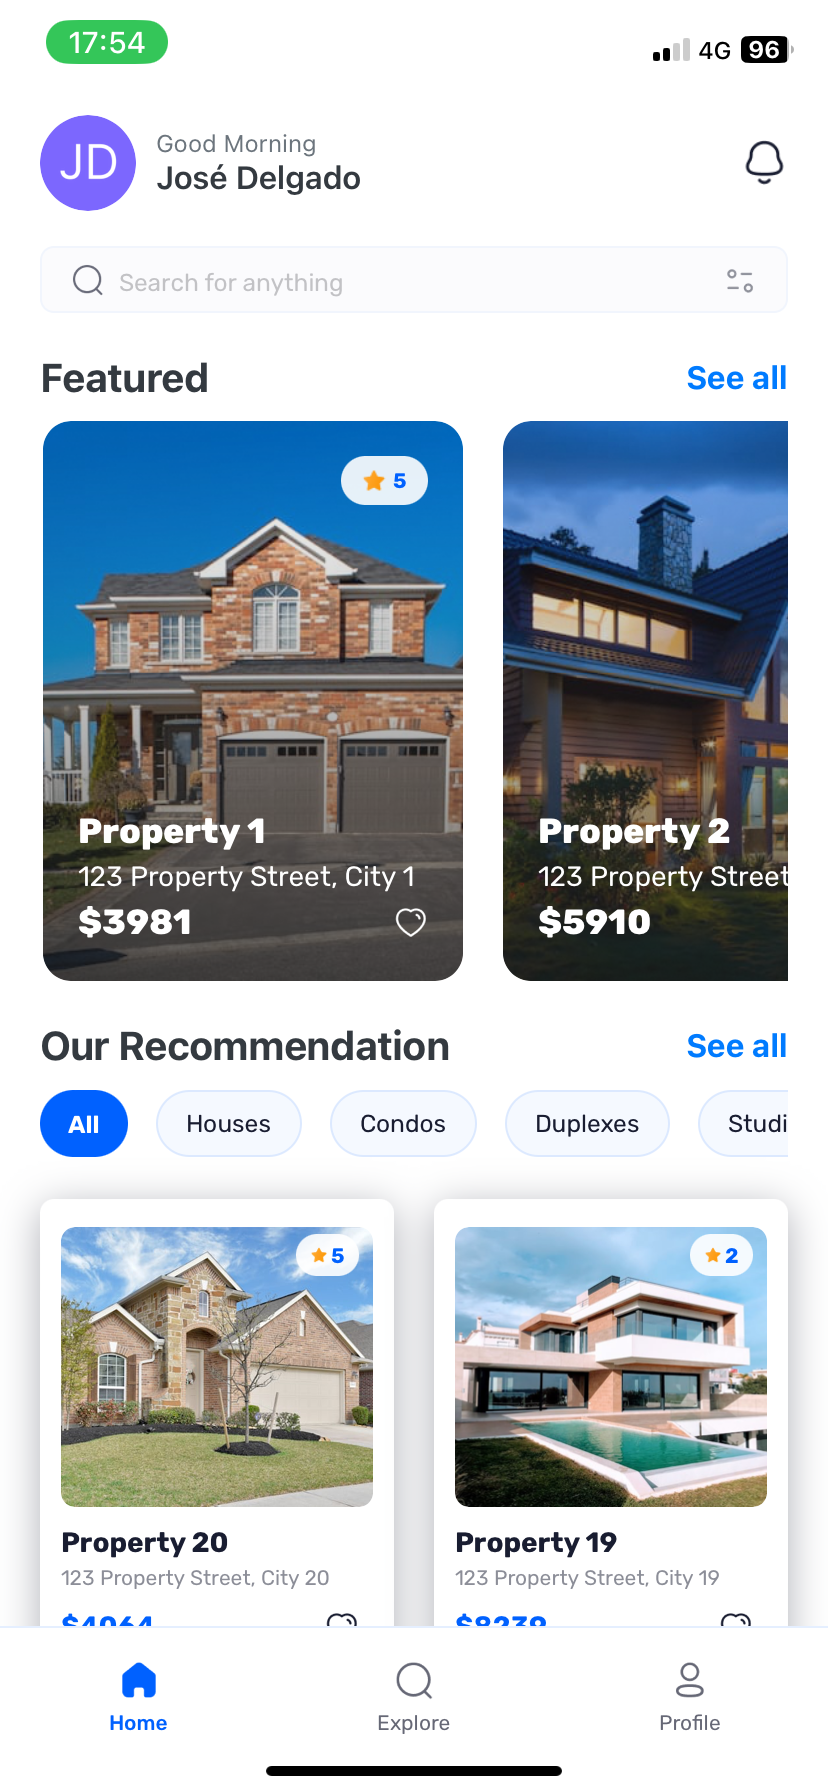 17:54
4G 96
JD
Good Morning
José Delgado
Search for anything
Featured See all
5
Property 1
123 Property Street, City 1
$3981
Property 2
123 Property Street
$5910
Our Recommendation See all
All Houses Condos Duplexes Studi
5
Property 20
123 Property Street, City 20
$4064
2
Property 19
123 Property Street, City 19
$8239
Home Explore Profile